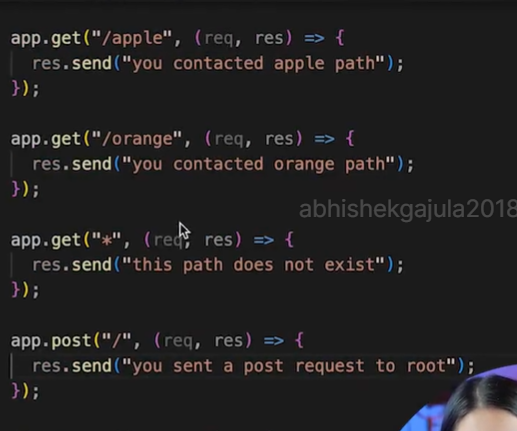 app.get("/apple", (req, res) => {
  res.send("you contacted apple path");
});

app.get("/orange", (req, res) => {
  res.send("you contacted orange path");
});
abhishekgajula2018
app.get("*", (req, res) => {
  res.send("this path does not exist");
});

app.post("/", (req, res) => {
  res.send("you sent a post request to root");
});